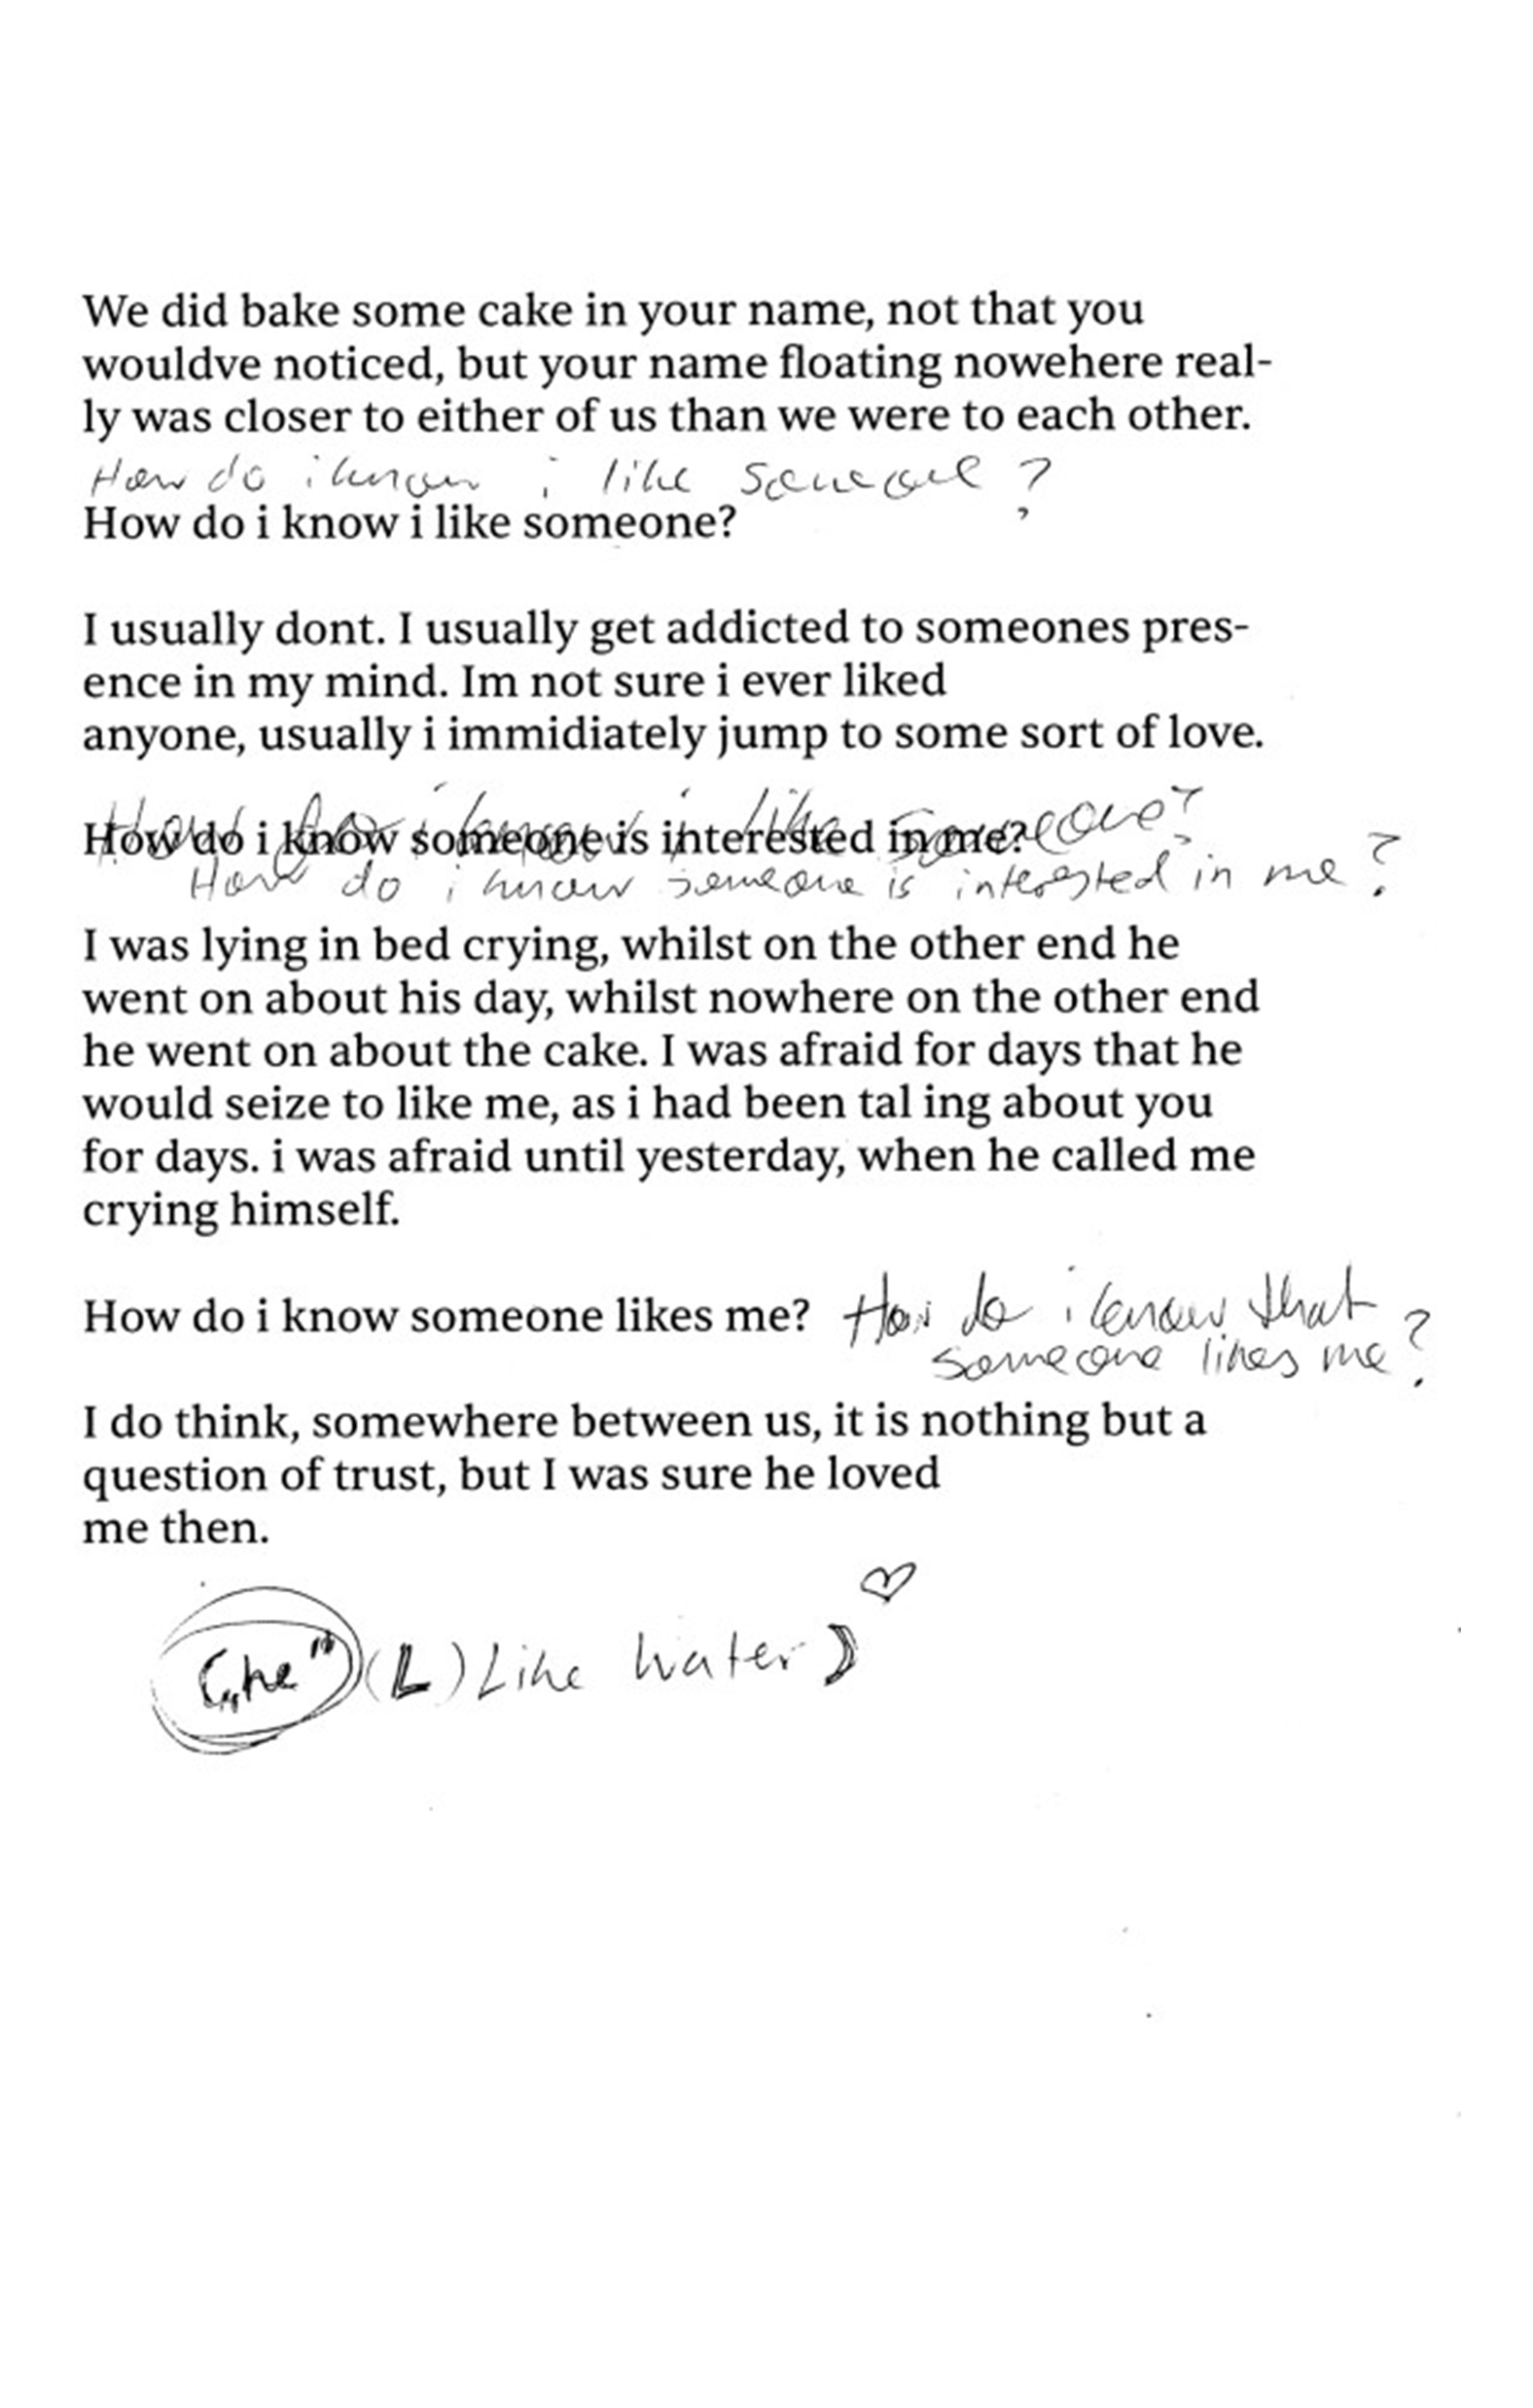 We did bake some cake in your name, not that you
wouldve noticed, but your name floating nowehere real-
ly was closer to either of us than we were to each other.
How do i know i like someone ?
How do i know i like someone?
I usually dont. I usually get addicted to someones pres-
ence in my mind. Im not sure i ever liked
anyone, usually i immidiately jump to some sort of love.
How do i know i like someone?
How do i know someone is interested in me?
How do i know someone is interested in me ?
I was lying in bed crying, whilst on the other end he
went on about his day, whilst nowhere on the other end
he went on about the cake. I was afraid for days that he
would seize to like me, as i had been tal ing about you
for days. i was afraid until yesterday, when he called me
crying himself.
How do i know someone likes me? How do i know that
someone likes me ?
I do think, somewhere between us, it is nothing but a
question of trust, but I was sure he loved
me then.
(„he" (L) Like Water) ♡